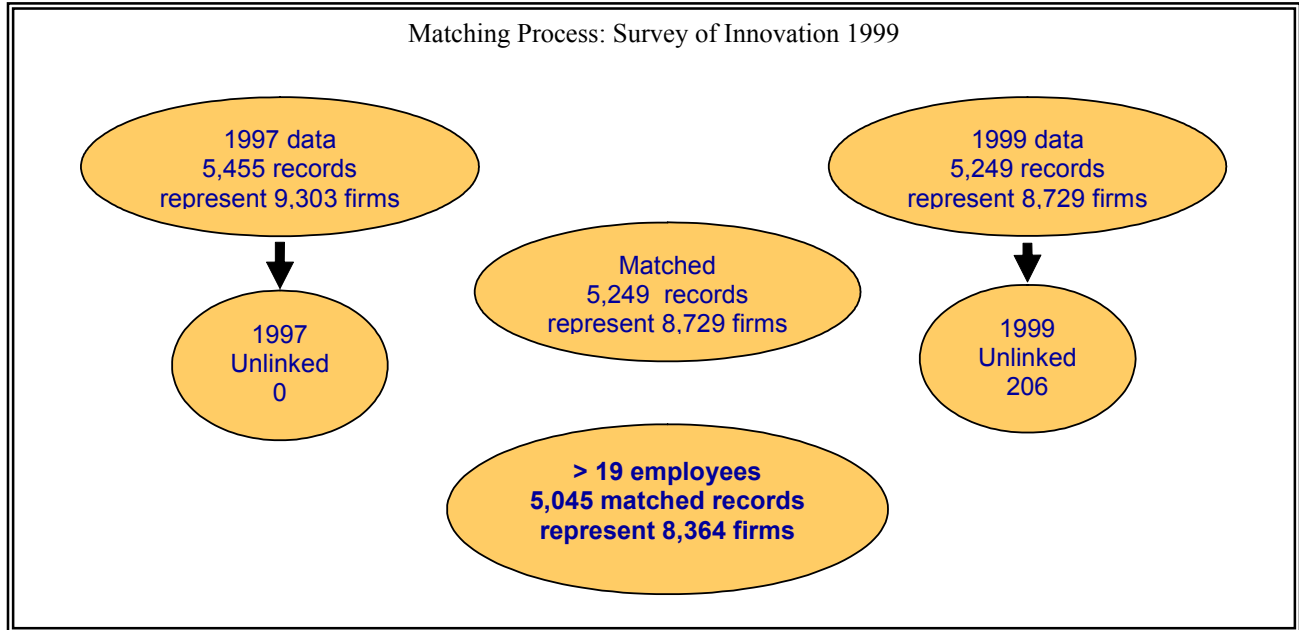 Matching Process: Survey of Innovation 1999
1997 data
5,455 records
represent 9,303 firms
1999 data
5,249 records
represent 8,729 firms
Matched
5,249 records
represent 8,729 firms
1997
Unlinked
0
1999
Unlinked
206
> 19 employees
5,045 matched records
represent 8,364 firms